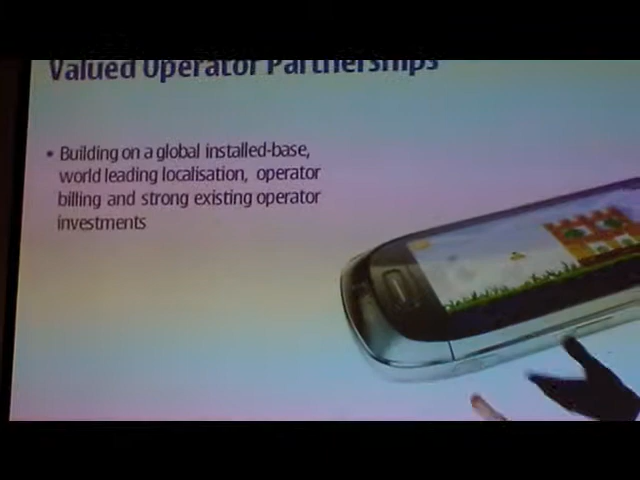 Valued Operator Partnerships
• Building on a global installed-base,
world leading localisation, operator
billing and strong existing operator
investments